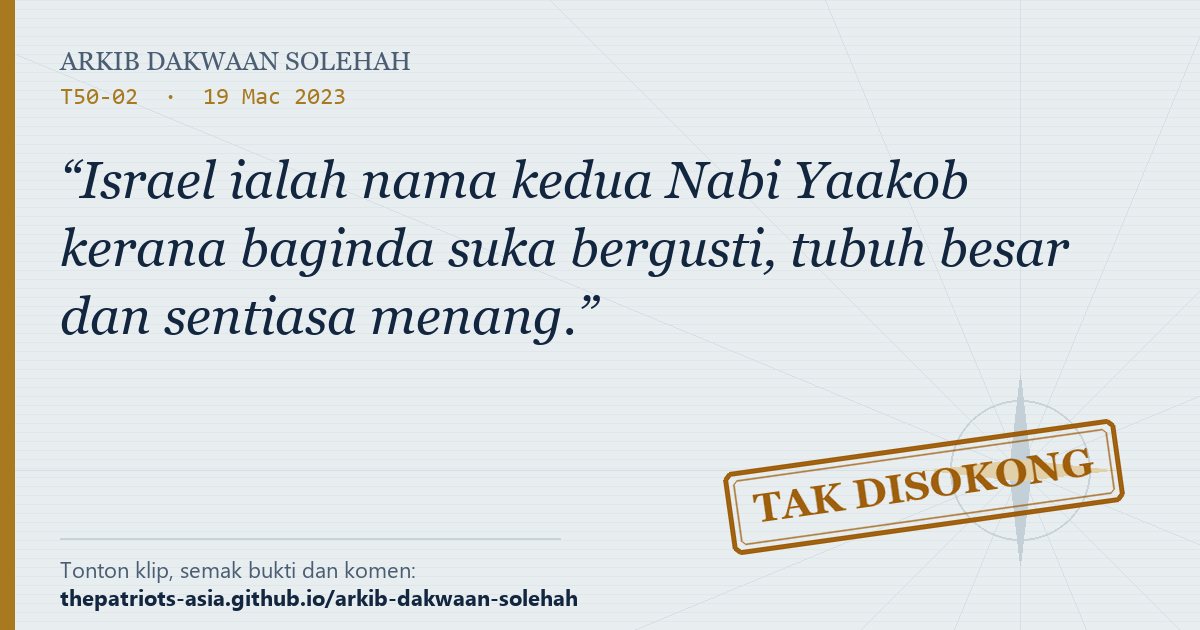 ARKIB DAKWAAN SOLEHAH
T50-02 · 19 Mac 2023
“Israel ialah nama kedua Nabi Yaakob
kerana baginda suka bergusti, tubuh besar
dan sentiasa menang.”
TAK DISOKONG
Tonton klip, semak bukti dan komen:
thepatriots-asia.github.io/arkib-dakwaan-solehah